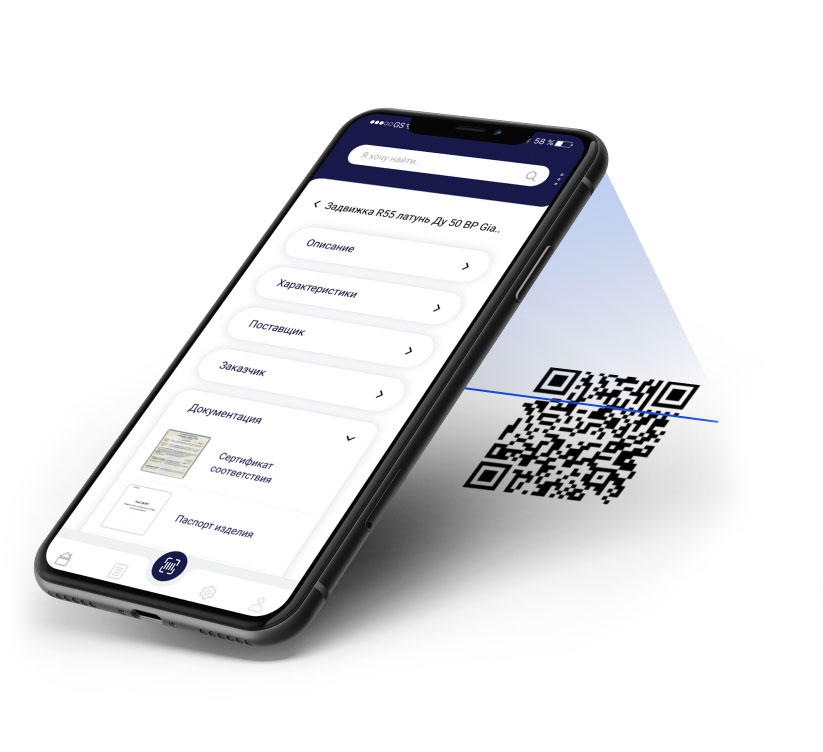 GS
58 %
Я хочу найти..
Задвижка R55 латунь Ду 50 ВР Gia..
Описание
Характеристики
Поставщик
Заказчик
Документация
Сертификат
соответствия
Паспорт изделия